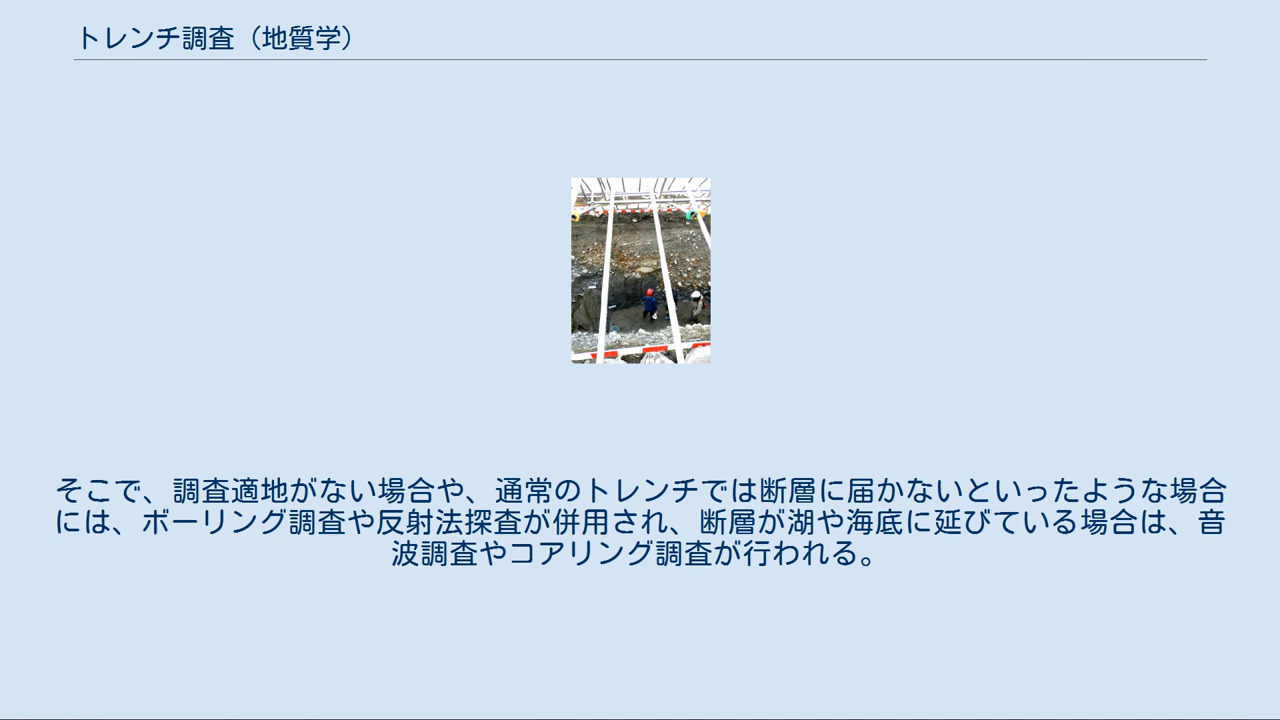 トレンチ調査（地質学）
そこで、調査適地がない場合や、通常のトレンチでは断層に届かないといったような場合
には、ボーリング調査や反射法探査が併用され、断層が湖や海底に延びている場合は、音
波調査やコアリング調査が行われる。